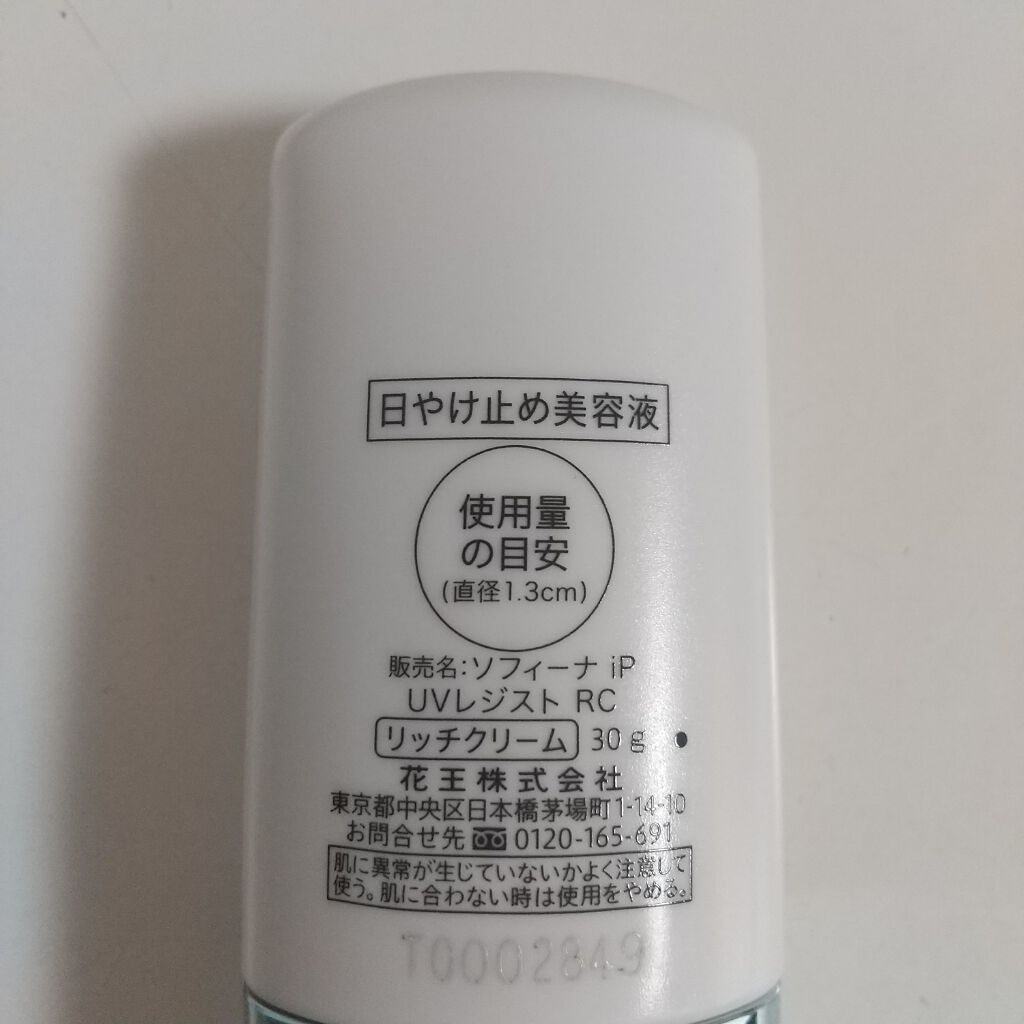 日やけ止め美容液
使用量
の目安
(直径1.3cm)
販売名:ソフィーナ iP
UVレジスト RC
リッチクリーム 30 g ●
花王株式会社
東京都中央区日本橋茅場町1-14-10
お問合せ先 0120-165-691
肌に異常が生じていないかよく注意して
使う。肌に合わない時は使用をやめる。
T0002849